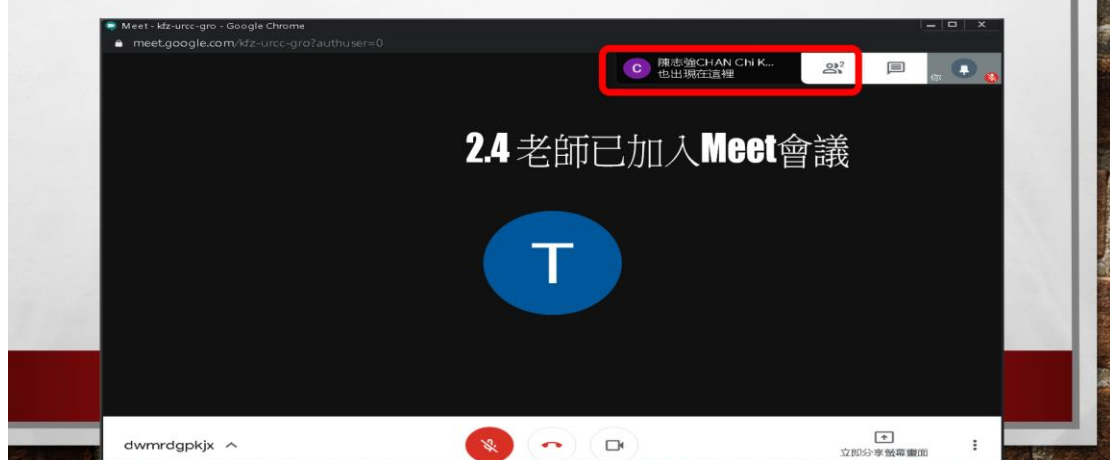 Meet - kfz-urcc-gro - Google Chrome
meet.google.com/kfz-urcc-gro?authuser=0
C
陳志強CHAN Chi K...
也出現在這裡
2
你
2.4 老師已加入Meet會議
T
dwmrdgpkjx
立即分享螢幕畫面